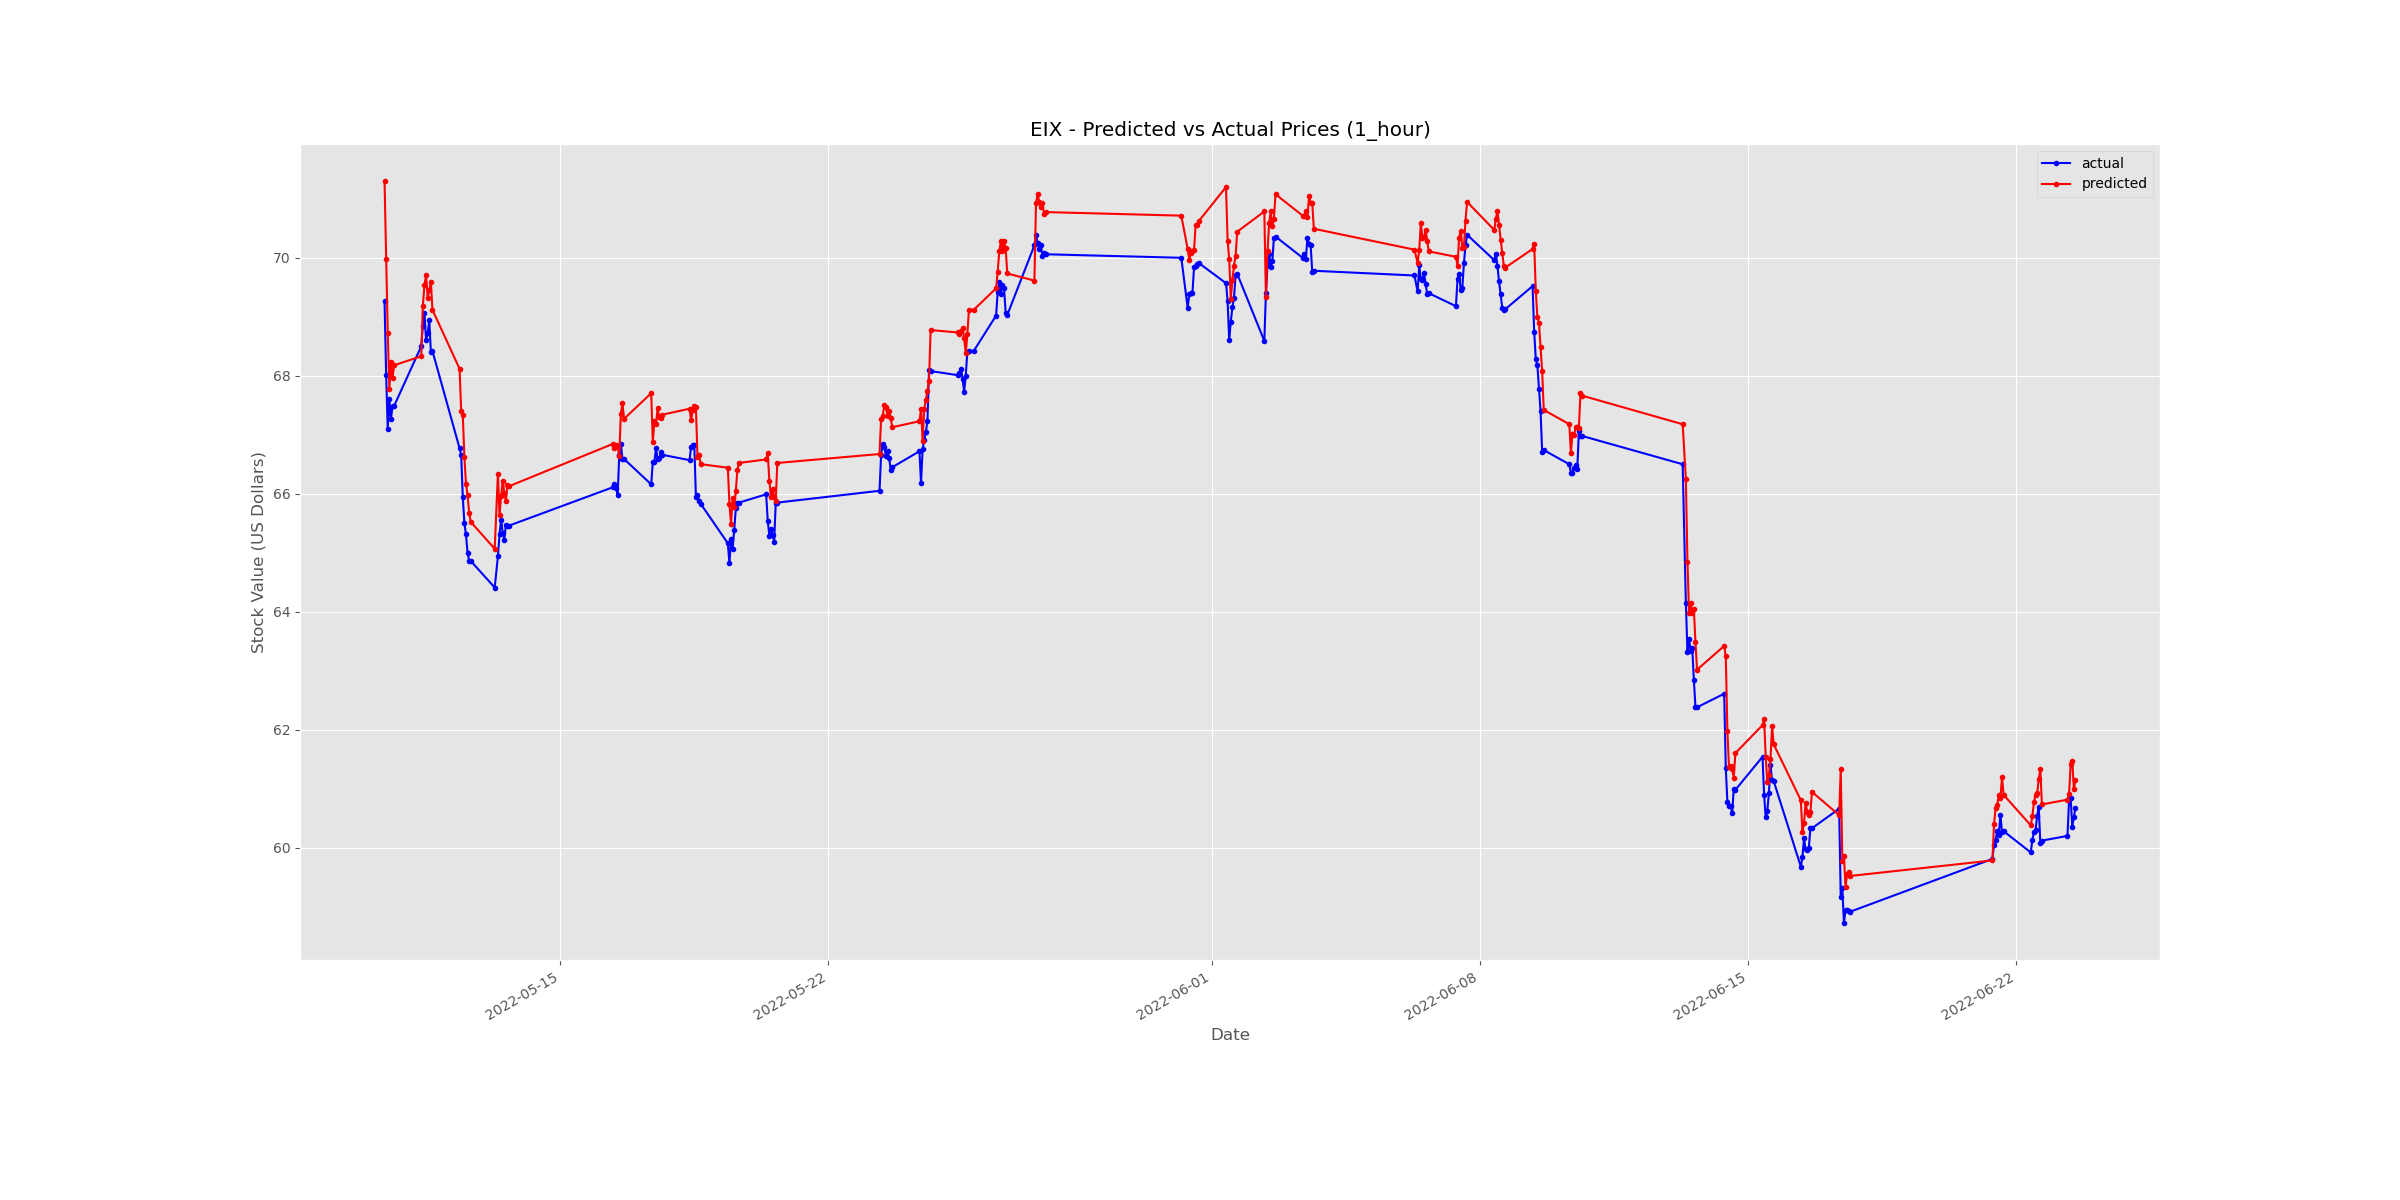 EIX - Predicted vs Actual Prices (1_hour)
actual
predicted
Stock Value (US Dollars)
70
68
66
64
62
60
2022-05-15
2022-05-22
2022-06-01
2022-06-08
2022-06-15
2022-06-22
Date